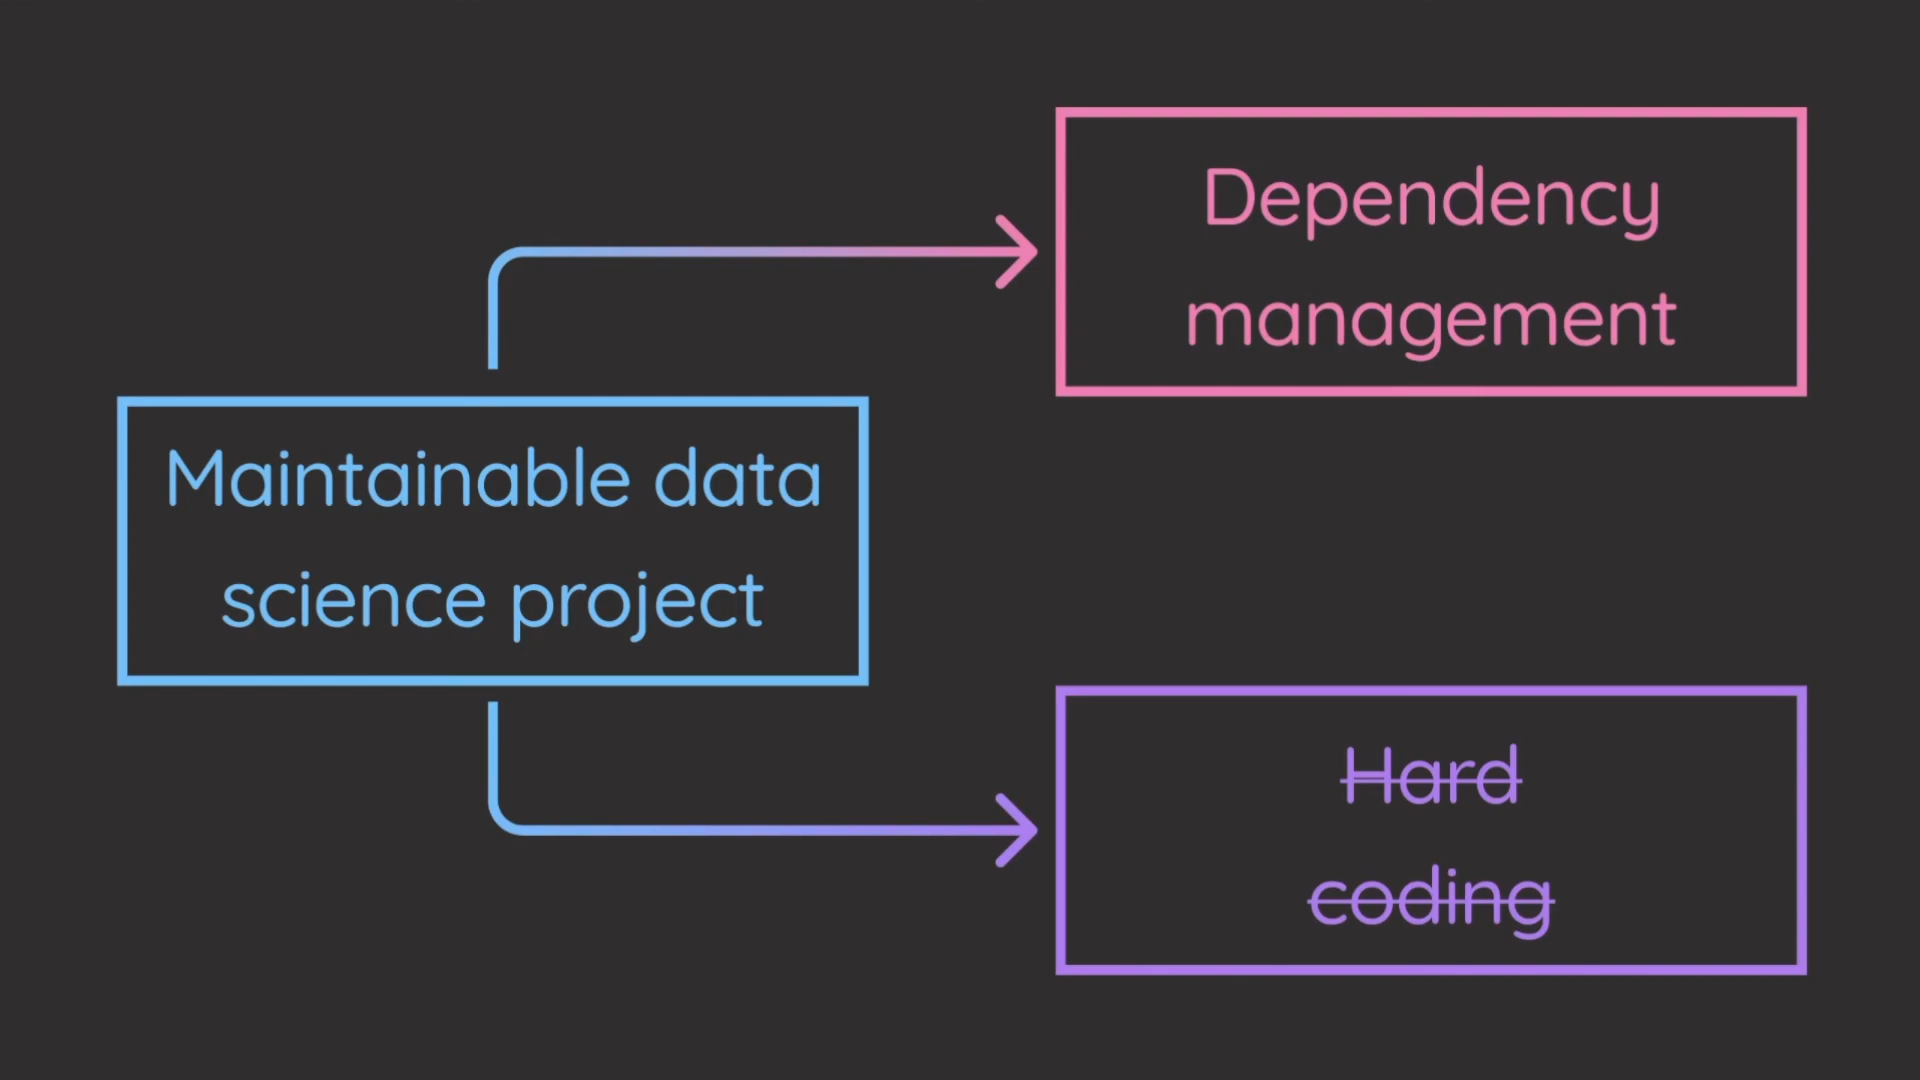 Dependency
management
Maintainable data
science project
Hard
coding